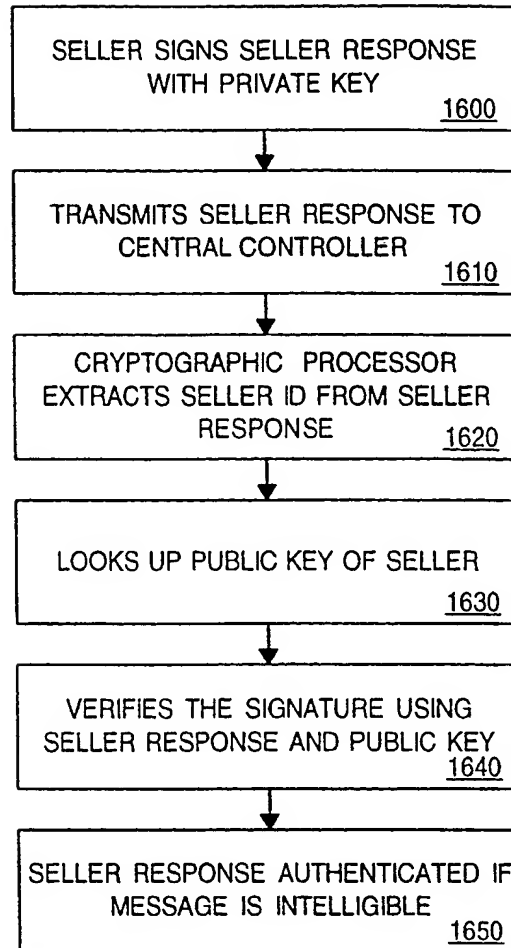 SELLER SIGNS SELLER RESPONSE
WITH PRIVATE KEY
1600
TRANSMITS SELLER RESPONSE TO
CENTRAL CONTROLLER
1610
CRYPTOGRAPHIC PROCESSOR
EXTRACTS SELLER ID FROM SELLER
RESPONSE
1620
LOOKS UP PUBLIC KEY OF SELLER
1630
VERIFIES THE SIGNATURE USING
SELLER RESPONSE AND PUBLIC KEY
1640
SELLER RESPONSE AUTHENTICATED IF
MESSAGE IS INTELLIGIBLE
1650